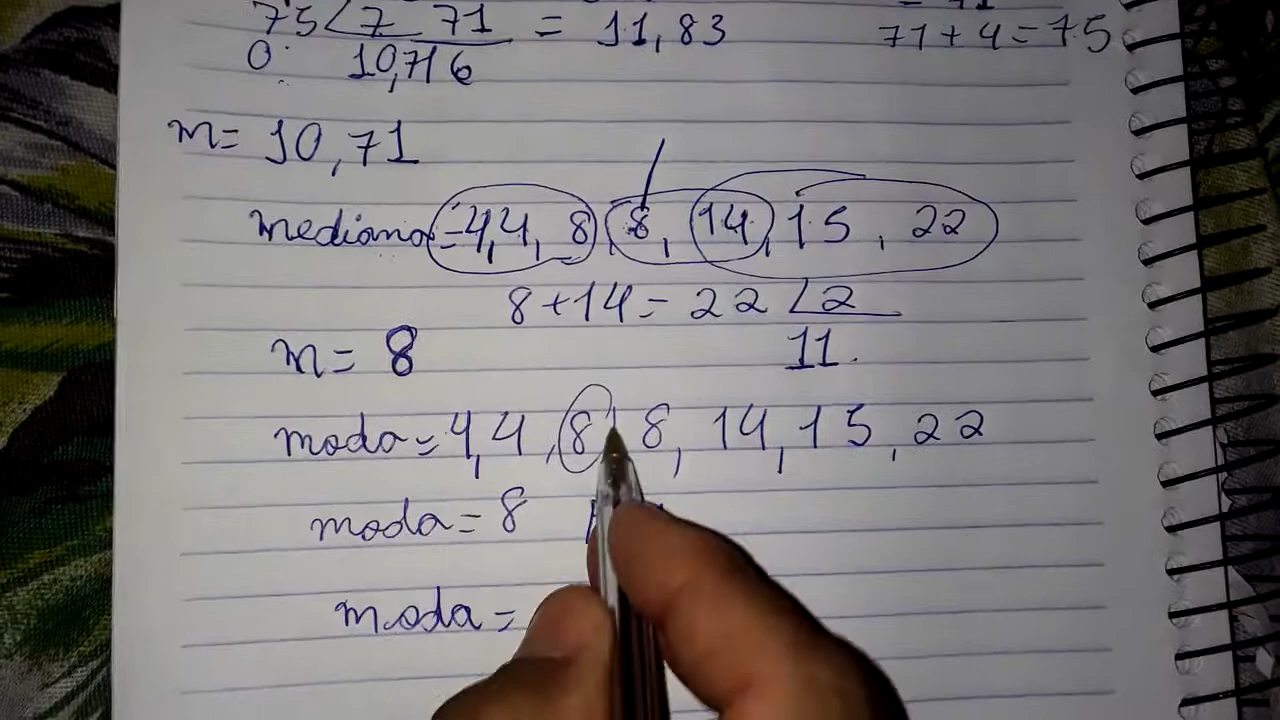 = 71
75 7 71 = 11,83 71+4=75
0 10,71 6
m= 10,71
mediana=4,4, 8, 8, 14, 15, 22
8+14= 22 2
m= 8 11.
moda=4,4,8,8,14,15,22
moda=8
moda=